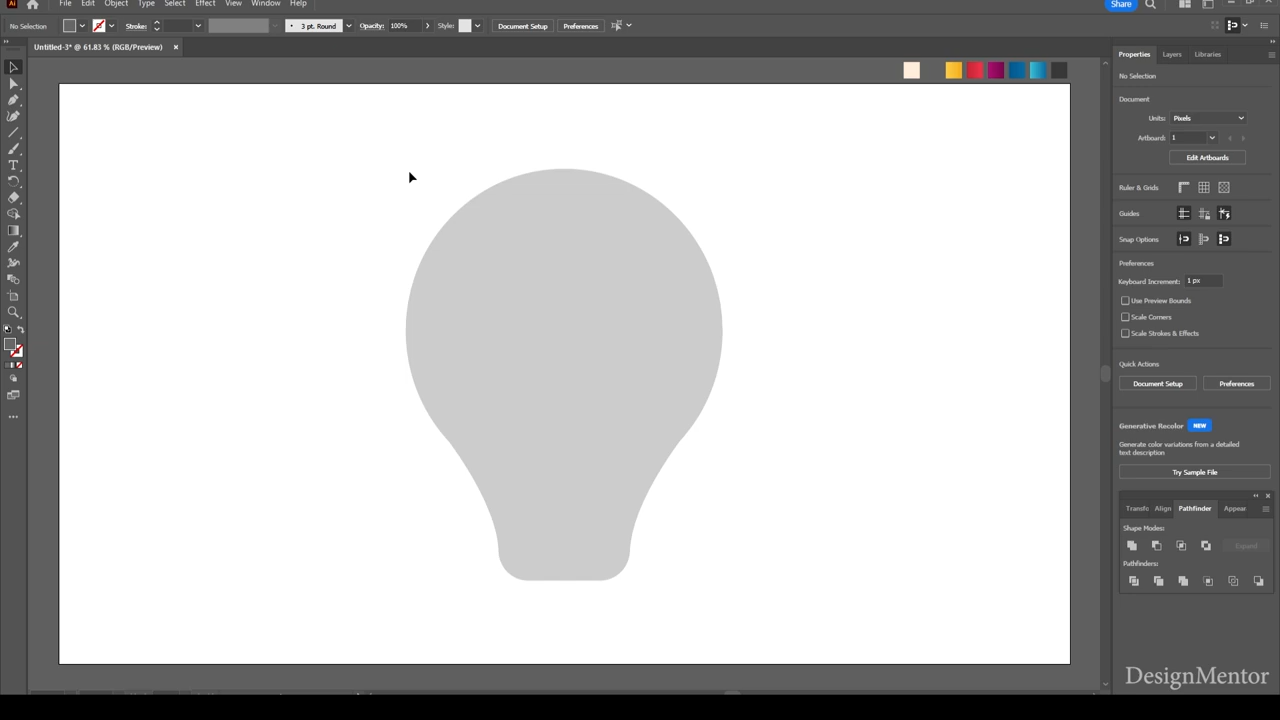 Ai File Edit Object Type Select Effect View Window Help Share
No Selection Stroke: 3 pt. Round Opacity: 100% Style: Document Setup Preferences
Untitled-3* @ 61.83 % (RGB/Preview) ×
Properties Layers Libraries
No Selection
Document
Units: Pixels
Artboard: 1
Edit Artboards
Ruler & Grids
Guides
Snap Options
Preferences
Keyboard Increment: 1 px
Use Preview Bounds
Scale Corners
Scale Strokes & Effects
Quick Actions
Document Setup Preferences
Generative Recolor NEW
Generate color variations from a detailed
text description
Try Sample File
Transfc Align Pathfinder Appear
Shape Modes:
Expand
Pathfinders:
DesignMentor